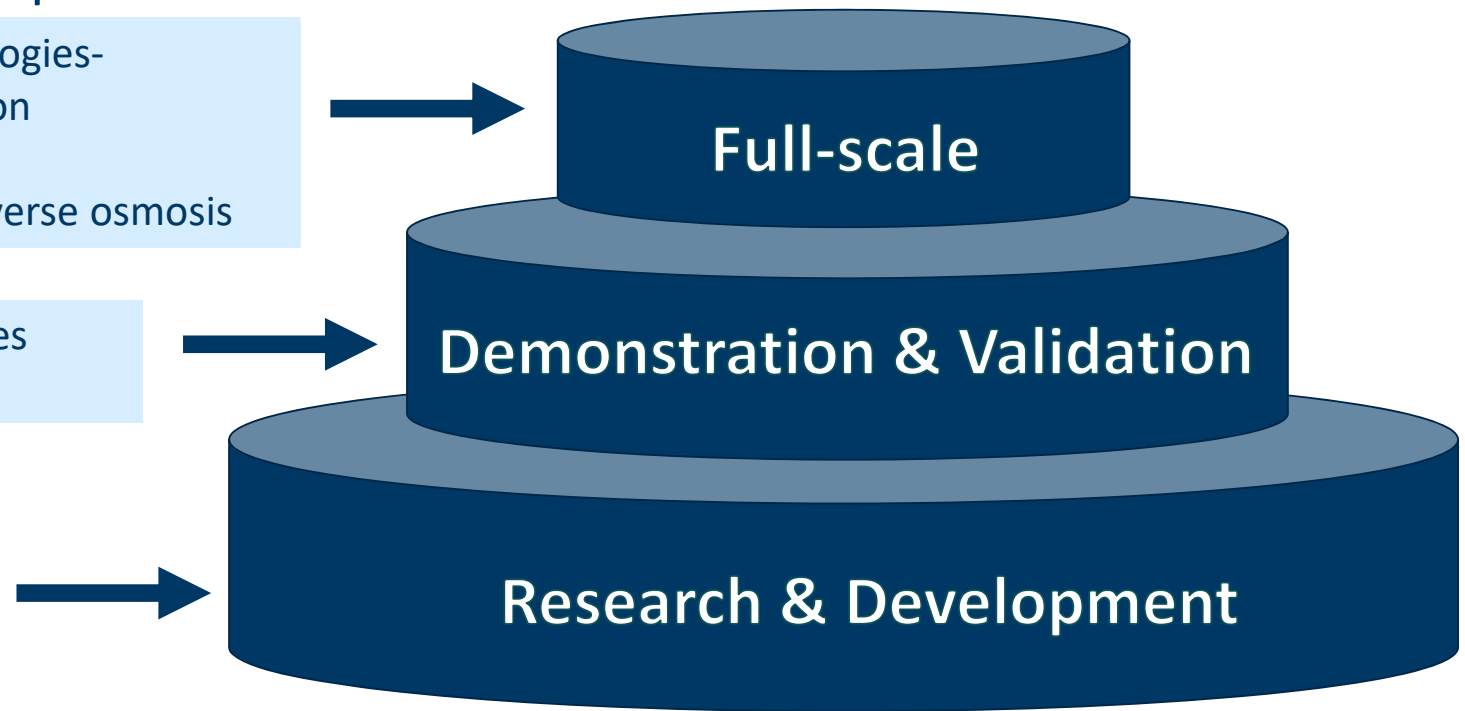 ogies-
on
verse osmosis
es
Full-scale
Demonstration & Validation
Research & Development